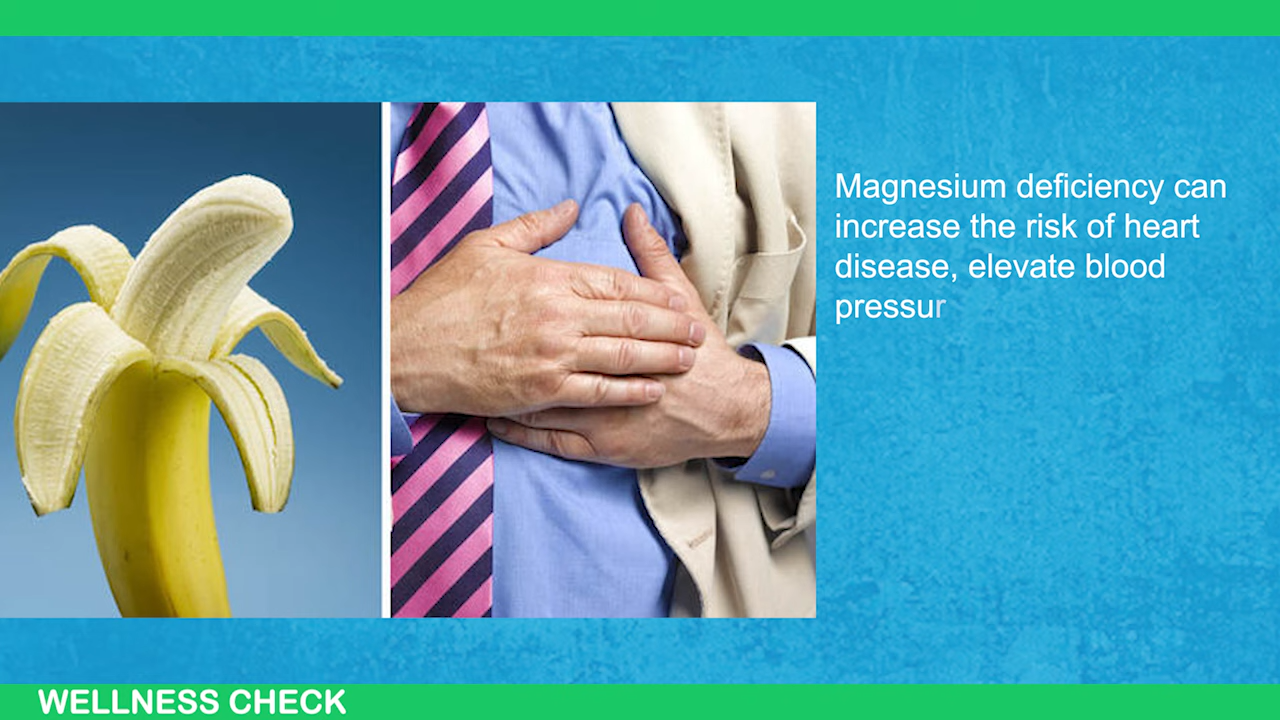 Magnesium deficiency can
increase the risk of heart
disease, elevate blood
pressur
WELLNESS CHECK